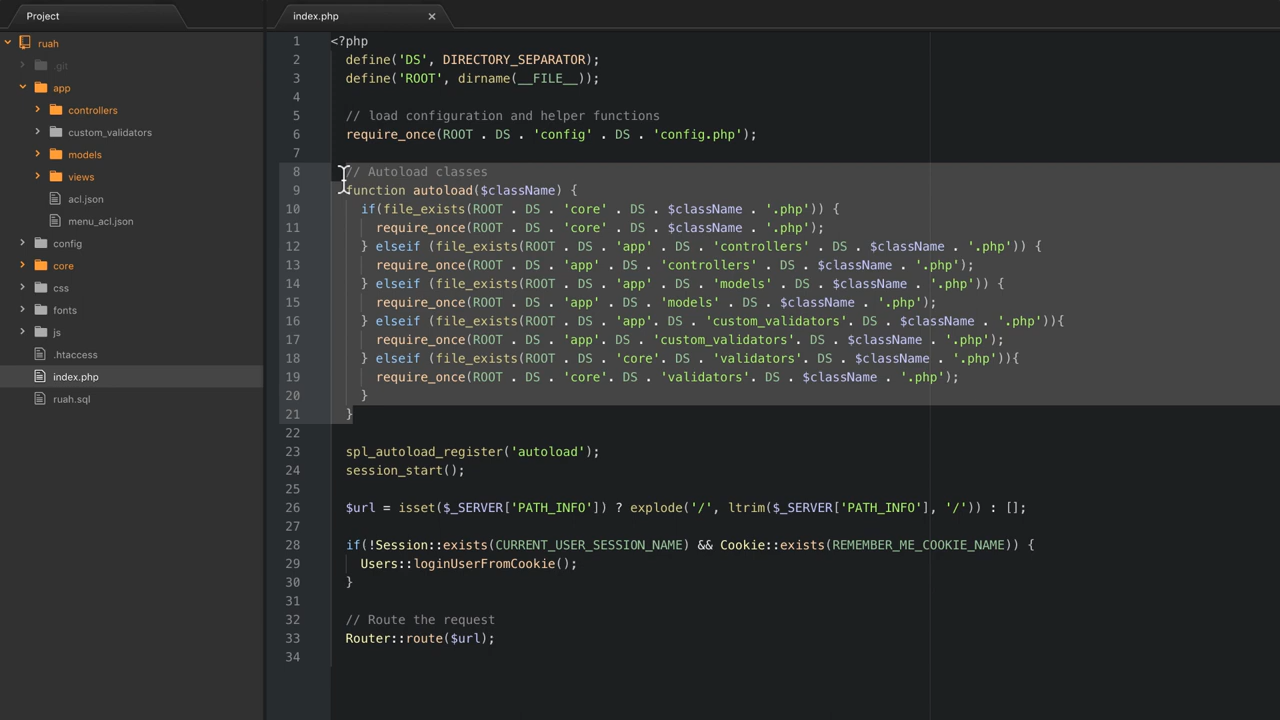 Project
ruah
.git
app
controllers
custom_validators
models
views
acl.json
menu_acl.json
config
core
css
fonts
js
.htaccess
index.php
ruah.sql
index.php ×
1 <?php
2 define('DS', DIRECTORY_SEPARATOR);
3 define('ROOT', dirname(__FILE__));
4
5 // load configuration and helper functions
6 require_once(ROOT . DS . 'config' . DS . 'config.php');
7
8 // Autoload classes
9 function autoload($className) {
10 if(file_exists(ROOT . DS . 'core' . DS . $className . '.php')) {
11 require_once(ROOT . DS . 'core' . DS . $className . '.php');
12 } elseif (file_exists(ROOT . DS . 'app' . DS . 'controllers' . DS . $className . '.php')) {
13 require_once(ROOT . DS . 'app' . DS . 'controllers' . DS . $className . '.php');
14 } elseif (file_exists(ROOT . DS . 'app' . DS . 'models' . DS . $className . '.php')) {
15 require_once(ROOT . DS . 'app' . DS . 'models' . DS . $className . '.php');
16 } elseif (file_exists(ROOT . DS . 'app'. DS . 'custom_validators'. DS . $className . '.php')){
17 require_once(ROOT . DS . 'app'. DS . 'custom_validators'. DS . $className . '.php');
18 } elseif (file_exists(ROOT . DS . 'core'. DS . 'validators'. DS . $className . '.php')){
19 require_once(ROOT . DS . 'core'. DS . 'validators'. DS . $className . '.php');
20 }
21 }
22
23 spl_autoload_register('autoload');
24 session_start();
25
26 $url = isset($_SERVER['PATH_INFO']) ? explode('/', ltrim($_SERVER['PATH_INFO'], '/')) : [];
27
28 if(!Session::exists(CURRENT_USER_SESSION_NAME) && Cookie::exists(REMEMBER_ME_COOKIE_NAME)) {
29 Users::loginUserFromCookie();
30 }
31
32 // Route the request
33 Router::route($url);
34